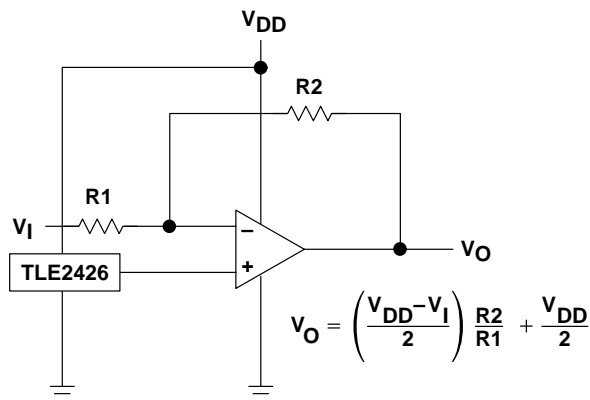 VDD
R2
R1
VI
−
+
TLE2426
VO
VO = ( VDD−VI / 2 ) R2 / R1 + VDD / 2